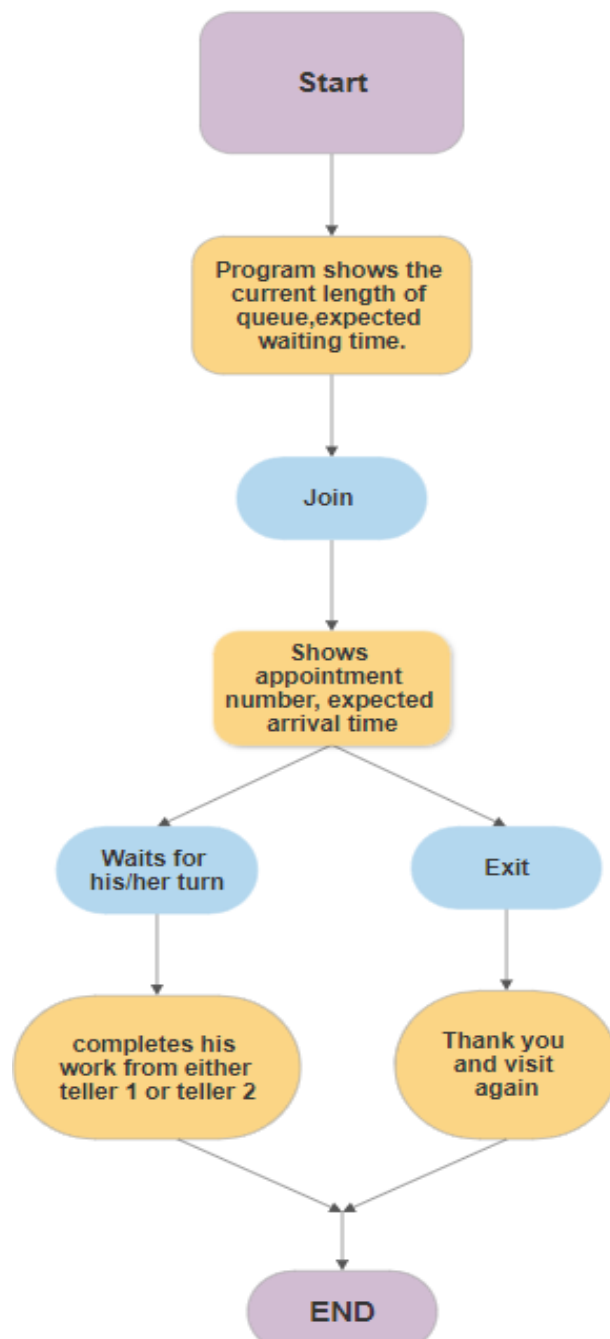 Start
Program shows the
current length of
queue,expected
waiting time.
Join
Shows
appointment
number, expected
arrival time
Waits for
his/her turn
Exit
completes his
work from either
teller 1 or teller 2
Thank you
and visit
again
END